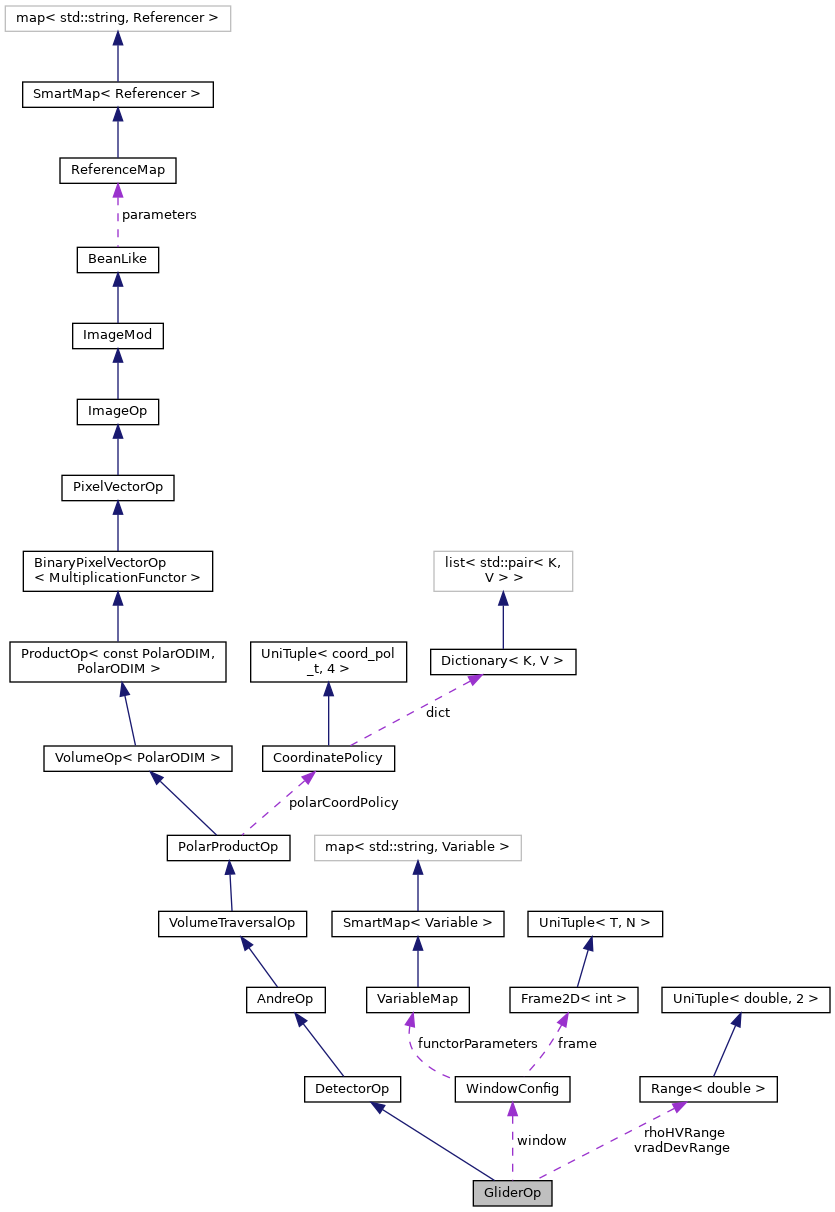 map< std::string, Referencer >
SmartMap< Referencer >
ReferenceMap
parameters
BeanLike
ImageMod
ImageOp
PixelVectorOp
BinaryPixelVectorOp
< MultiplicationFunctor >
list< std::pair< K,
V > >
ProductOp< const PolarODIM,
PolarODIM >
UniTuple< coord_pol
_t, 4 >
Dictionary< K, V >
dict
VolumeOp< PolarODIM >
CoordinatePolicy
polarCoordPolicy
PolarProductOp
map< std::string, Variable >
VolumeTraversalOp
SmartMap< Variable >
UniTuple< T, N >
AndreOp
VariableMap
Frame2D< int >
UniTuple< double, 2 >
functorParameters
frame
DetectorOp
WindowConfig
Range< double >
window
rhoHVRange
vradDevRange
GliderOp